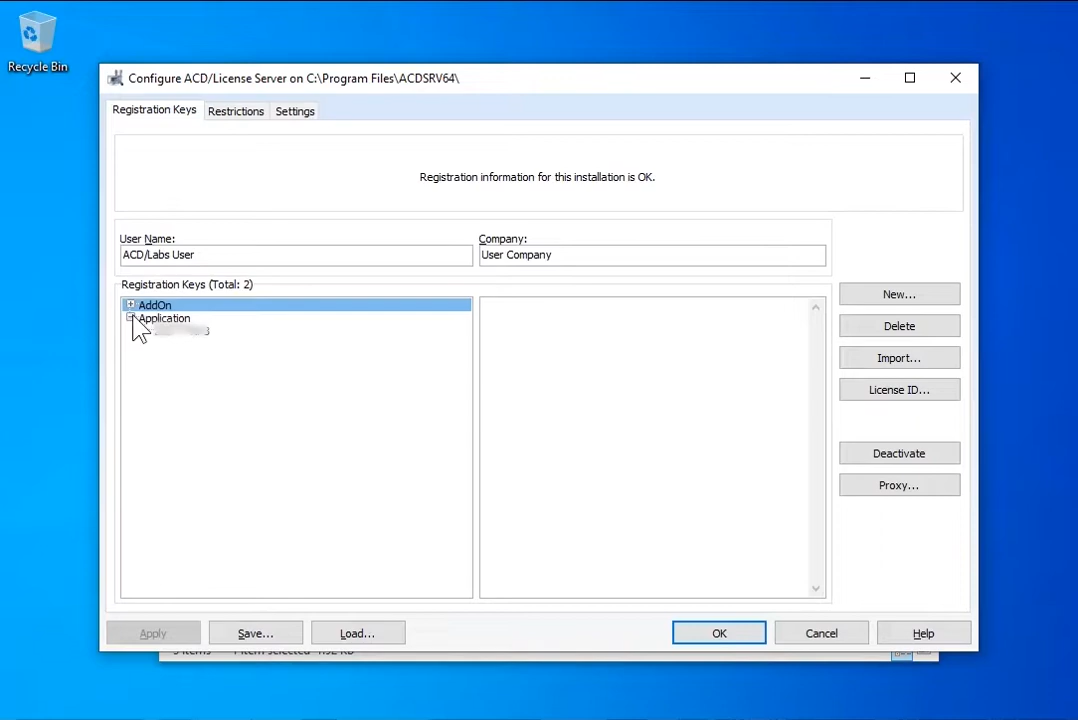 Recycle Bin
Configure ACD/License Server on C:\Program Files\ACDSRV64\
Registration Keys
Restrictions
Settings
Registration information for this installation is OK.
User Name:
Company:
ACD/Labs User
User Company
Registration Keys (Total: 2)
AddOn
Application
New...
Delete
Import...
License ID...
Deactivate
Proxy...
Apply
Save...
Load...
OK
Cancel
Help